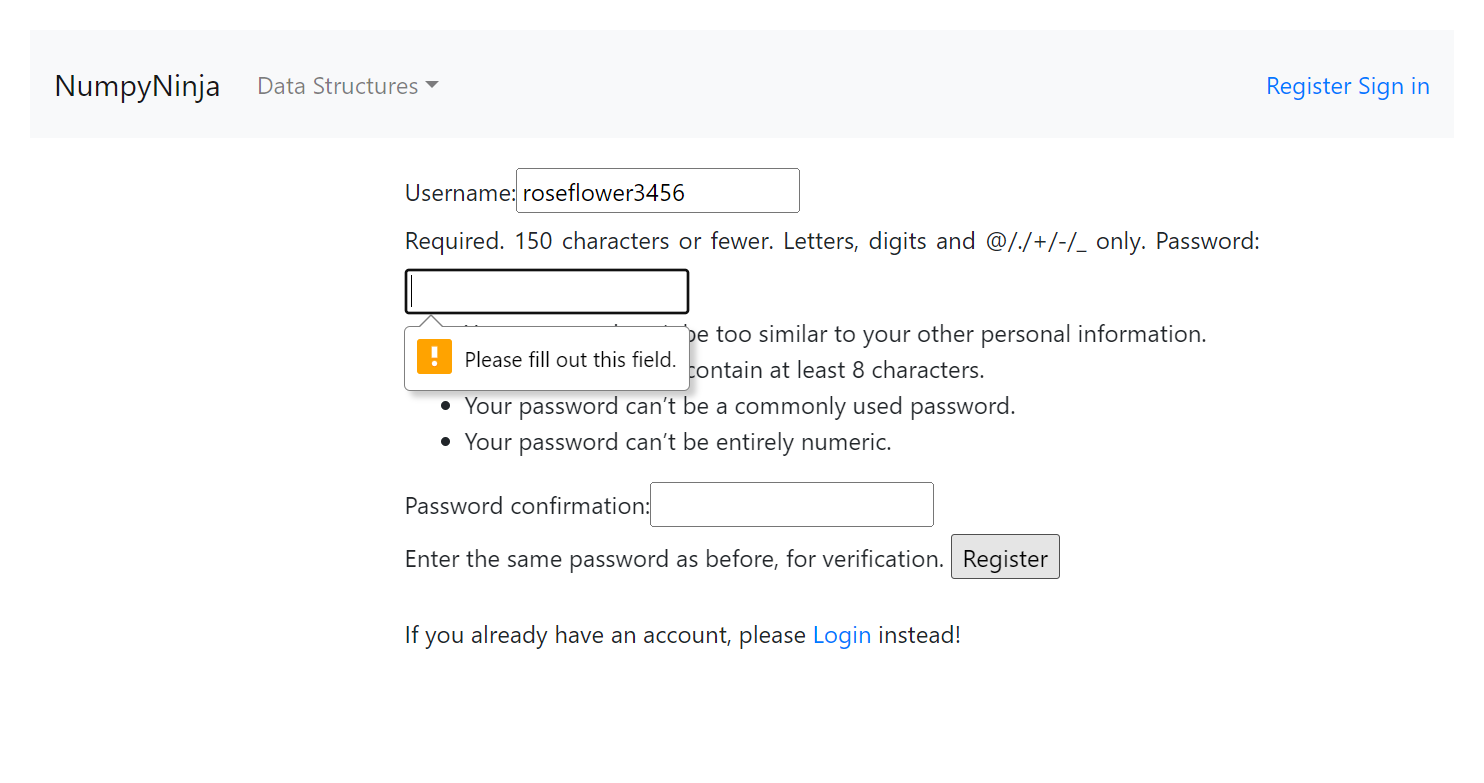 NumpyNinja Data Structures Register Sign in
Username: roseflower3456
Required. 150 characters or fewer. Letters, digits and @/./+/-/_ only. Password:
be too similar to your other personal information.
Please fill out this field.
contain at least 8 characters.
Your password can’t be a commonly used password.
Your password can’t be entirely numeric.
Password confirmation:
Enter the same password as before, for verification. Register
If you already have an account, please Login instead!